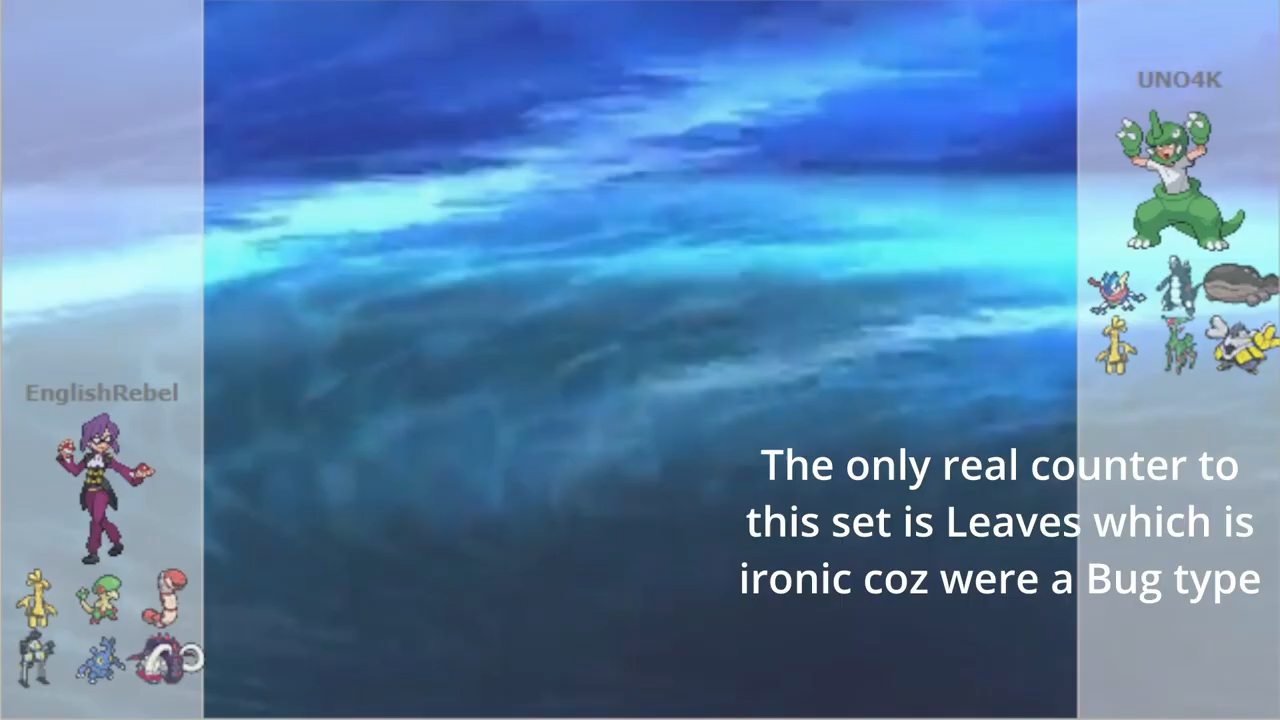 UNO4K
EnglishRebel
The only real counter to
this set is Leaves which is
ironic coz were a Bug type